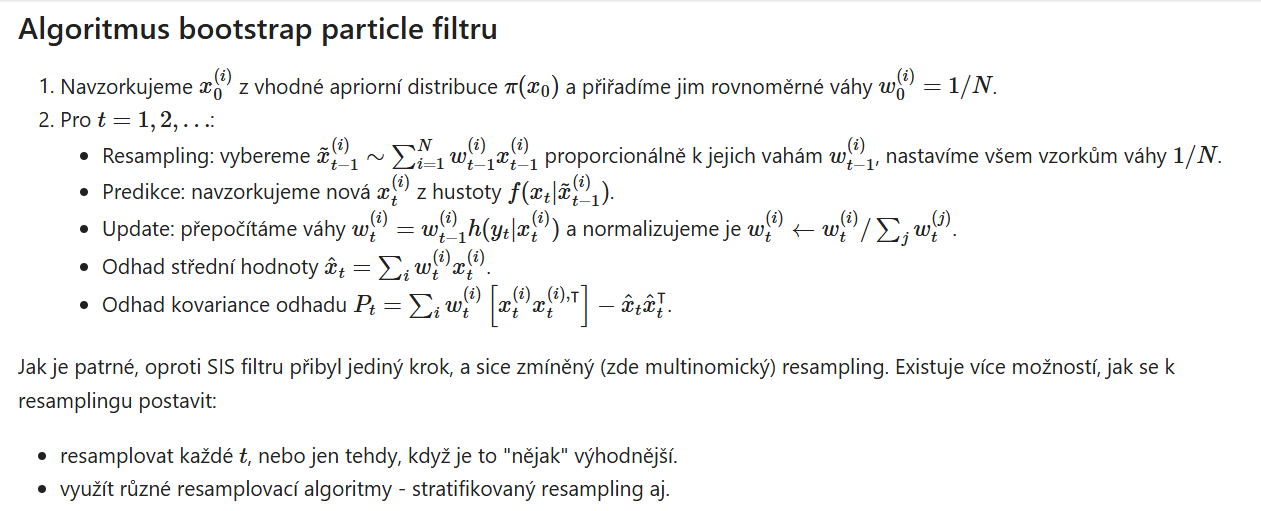 Algoritmus bootstrap particle filtru
1. Navzorkujeme $x_0^{(i)}$ z vhodné apriorní distribuce $\pi(x_0)$ a přiřadíme jim rovnoměrné váhy $w_0^{(i)} = 1/N$.
2. Pro $t = 1, 2, \ldots$:
• Resampling: vybereme $\tilde{x}_{t-1}^{(i)} \sim \sum_{i=1}^{N} w_{t-1}^{(i)} x_{t-1}^{(i)}$ proporcionálně k jejich vahám $w_{t-1}^{(i)}$, nastavíme všem vzorkům váhy $1/N$.
• Predikce: navzorkujeme nová $x_t^{(i)}$ z hustoty $f(x_t|\tilde{x}_{t-1}^{(i)})$.
• Update: přepočítáme váhy $w_t^{(i)} = w_{t-1}^{(i)} h(y_t|x_t^{(i)})$ a normalizujeme je $w_t^{(i)} \leftarrow w_t^{(i)} / \sum_j w_t^{(j)}$.
• Odhad střední hodnoty $\hat{x}_t = \sum_i w_t^{(i)} x_t^{(i)}$.
• Odhad kovariance odhadu $P_t = \sum_i w_t^{(i)} \left[ x_t^{(i)} x_t^{(i),\intercal} \right] - \hat{x}_t \hat{x}_t^{\intercal}$.
Jak je patrné, oproti SIS filtru přibyl jediný krok, a sice zmíněný (zde multinomický) resampling. Existuje více možností, jak se k
resamplingu postavit:
• resamplovat každé $t$, nebo jen tehdy, když je to "nějak" výhodnější.
• využít různé resamplovací algoritmy - stratifikovaný resampling aj.